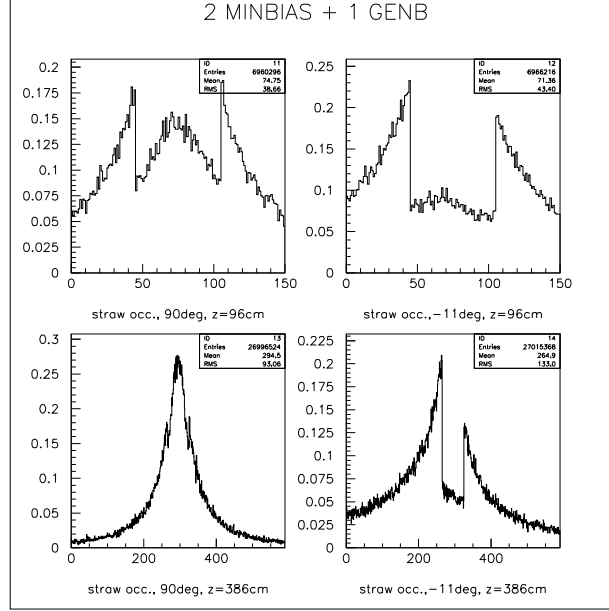 2 MINBIAS + 1 GENB
ID 11
Entries 6960296
Mean 74.75
RMS 38.66
0.2
0.175
0.15
0.125
0.1
0.075
0.05
0.025
0
0 50 100 150
straw occ., 90deg, z=96cm
ID 12
Entries 6966216
Mean 71.36
RMS 43.40
0.25
0.2
0.15
0.1
0.05
0
0 50 100 150
straw occ.,-11deg, z=96cm
ID 13
Entries 26996524
Mean 294.5
RMS 93.06
0.3
0.25
0.2
0.15
0.1
0.05
0
0 200 400
straw occ., 90deg, z=386cm
ID 14
Entries 27015368
Mean 264.9
RMS 133.0
0.225
0.2
0.175
0.15
0.125
0.1
0.075
0.05
0.025
0
0 200 400
straw occ.,-11deg, z=386cm